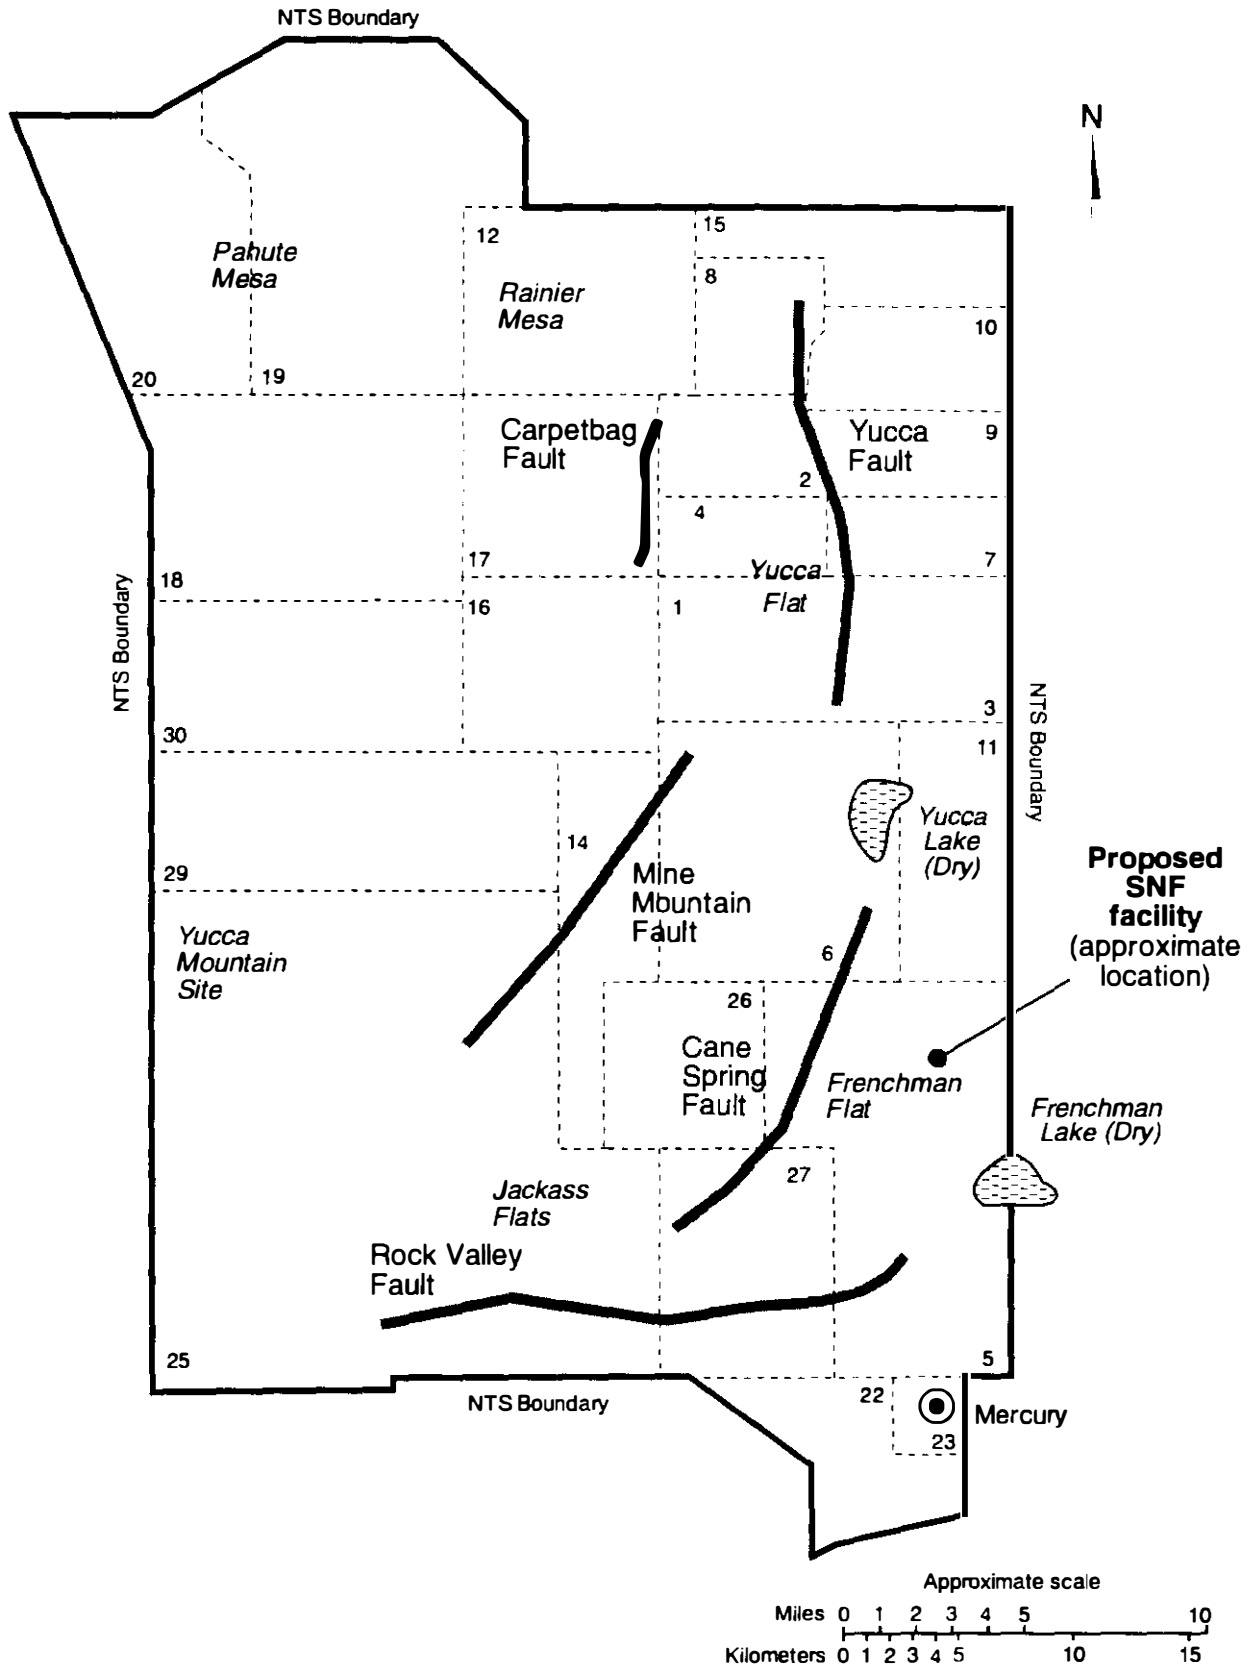 NTS Boundary
N
15
12
8
Pahute
Mesa
Rainier
Mesa
10
20
19
Carpetbag
Fault
Yucca
Fault
9
2
4
17
7
Yucca
Flat
18
16
1
NTS Boundary
NTS Boundary
3
30
11
Yucca
Lake
(Dry)
14
Proposed
SNF
facility
(approximate
location)
29
Mine
Mountain
Fault
Yucca
Mountain
Site
6
26
Cane
Spring
Fault
Frenchman
Flat
Frenchman
Lake (Dry)
27
Jackass
Flats
Rock Valley
Fault
25
5
NTS Boundary
22
Mercury
23
Approximate scale
Miles 0 1 2 3 4 5 10
Kilometers 0 1 2 3 4 5 10 15